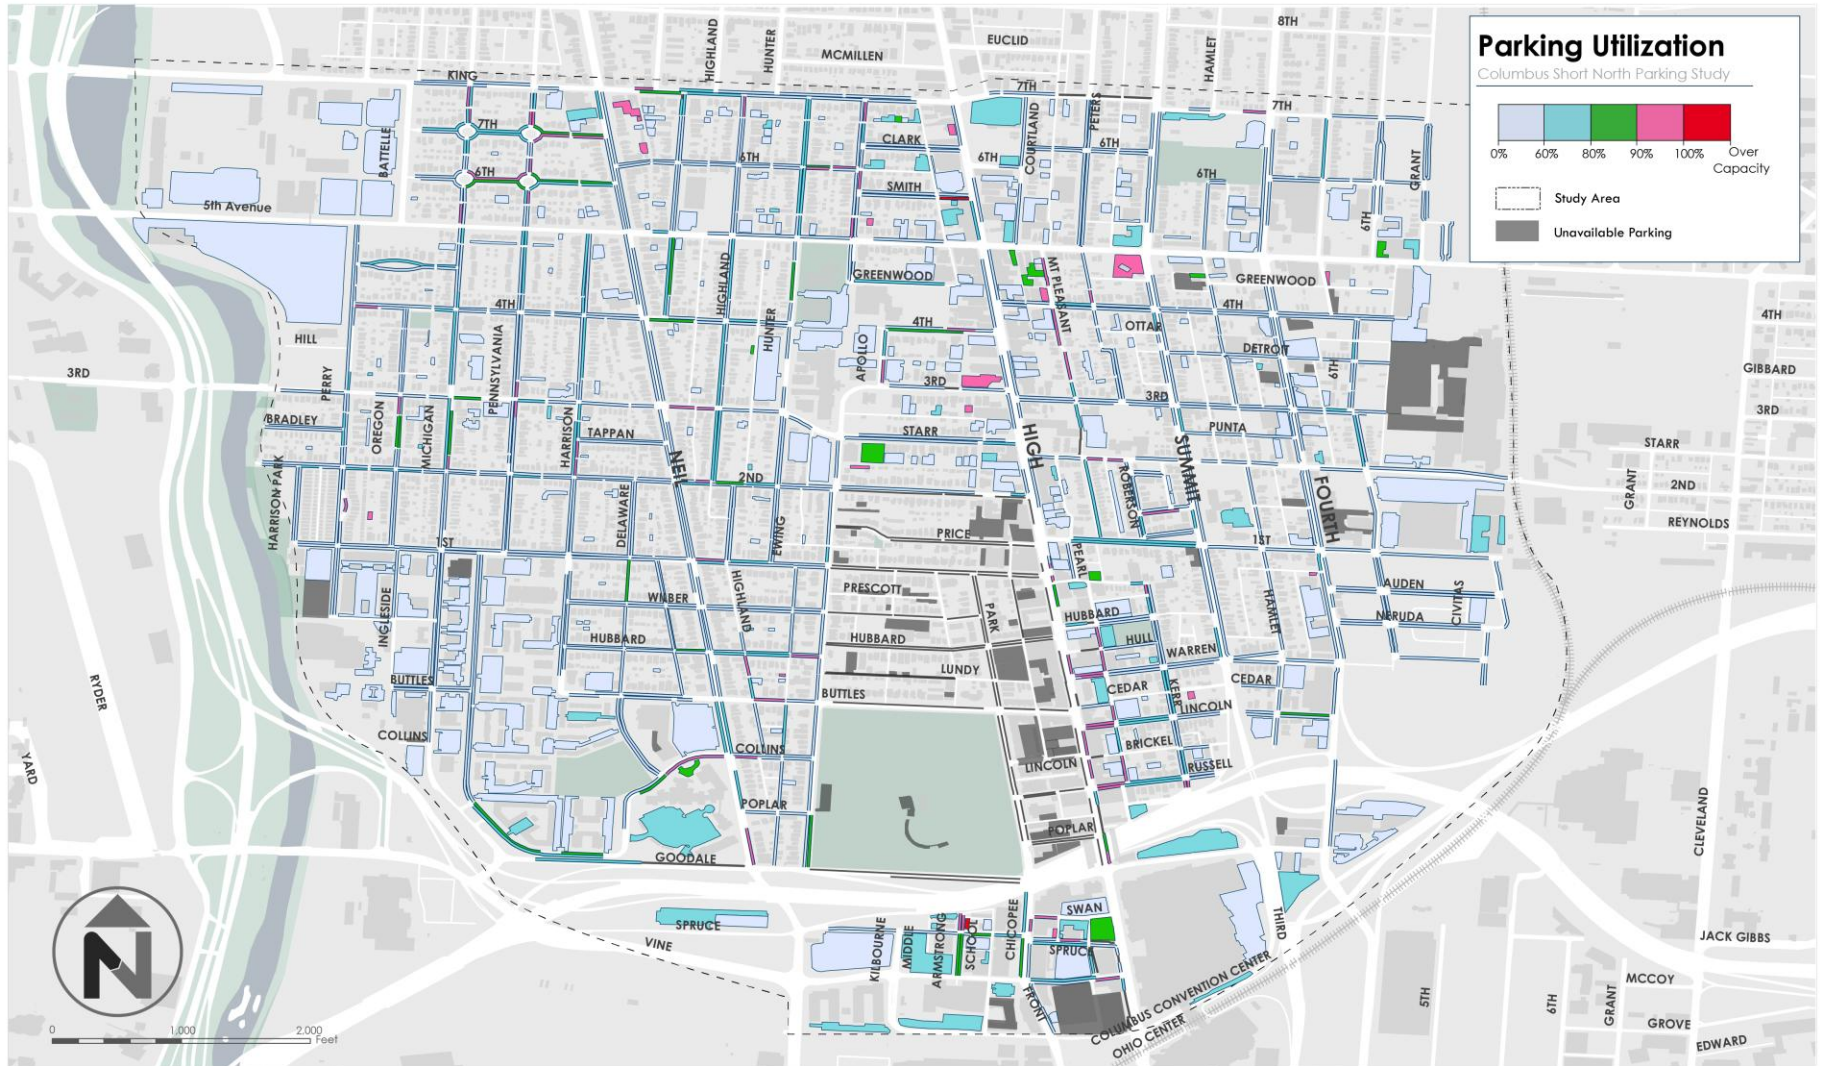 8TH
EUCLID
HIGHLAND
HUNTER
MCMILLEN
HAMLET
Parking Utilization
Columbus Short North Parking Study
KING
7TH
7TH
PETERS
COURTLAND
7TH
BATTELLE
CLARK
6TH
6TH
6TH
6TH
6TH
GRANT
0%
60%
80%
90%
100%
Over
Capacity
SMITH
5th Avenue
6TH
Study Area
Unavailable Parking
HIGHLAND
GREENWOOD
MT PLEASANT
GREENWOOD
4TH
4TH
4TH
4TH
HUNTER
OTTAR
HILL
PENNSYLVANIA
APOLLO
DETROIT
6TH
GIBBARD
3RD
PERRY
3RD
3RD
3RD
BRADLEY
OREGON
MICHIGAN
HARRISON
TAPPAN
STARR
HIGH
PUNTA
STARR
NEIL
SUMMIT
HARRISON PARK
2ND
ROBERSON
FOURTH
GRANT
2ND
DELAWARE
EWING
PRICE
REYNOLDS
1ST
1ST
PEARL
HIGHLAND
PRESCOTT
AUDEN
CIVITAS
INGLESIDE
WILBER
PARK
HUBBARD
HAMLET
NERUDA
HUBBARD
HUBBARD
HULL
WARREN
LUNDY
RYDER
BUTTLES
BUTTLES
CEDAR
KERR
CEDAR
LINCOLN
COLLINS
COLLINS
BRICKEL
YARD
LINCOLN
RUSSELL
POPLAR
POPLAR
CLEVELAND
GOODALE
SWAN
SPRUCE
KILBOURNE
MIDDLE
ARMSTRONG
SCHOOL
CHICOPEE
THIRD
VINE
SPRUCE
JACK GIBBS
N
FRONT
COLUMBUS CONVENTION CENTER
OHIO CENTER
5TH
6TH
GRANT
MCCOY
GROVE
EDWARD
0
1,000
2,000
Feet